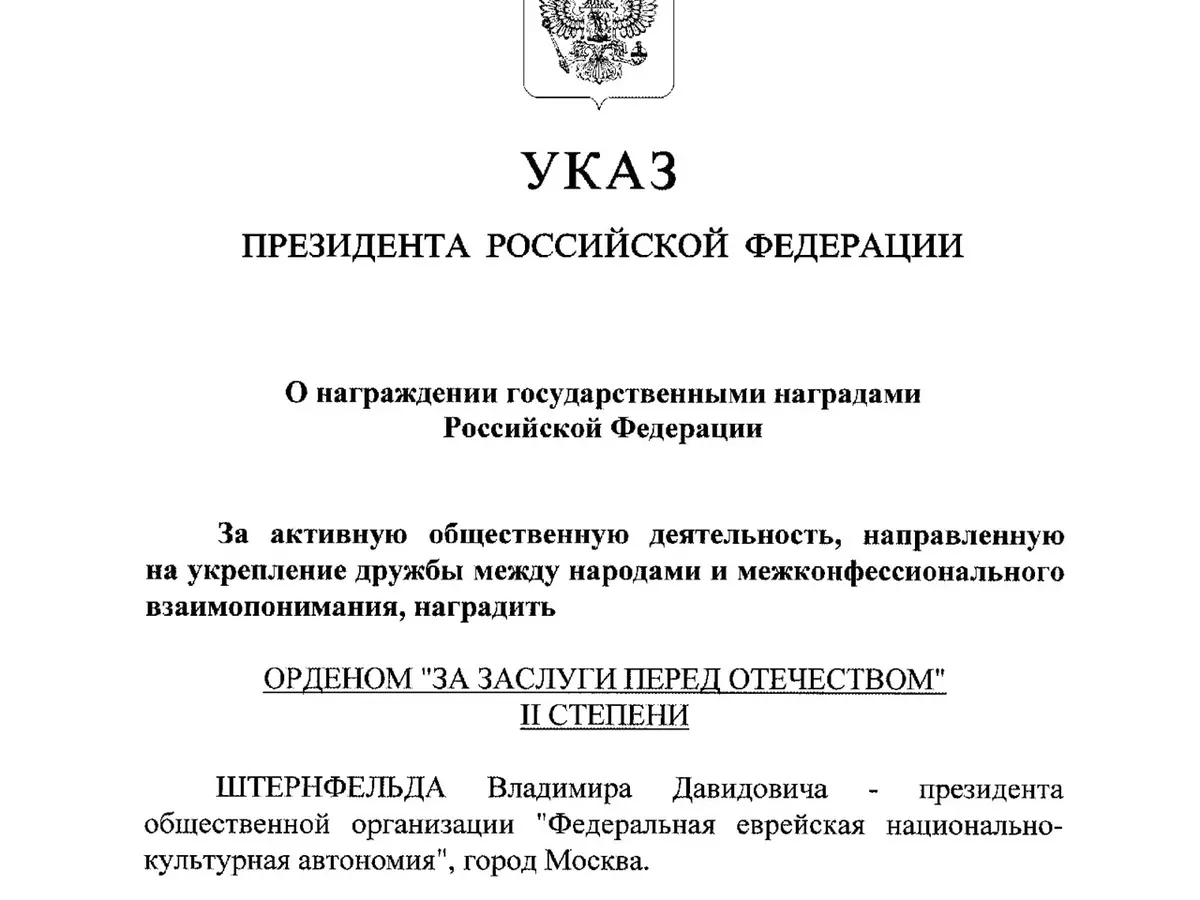 УКАЗ
ПРЕЗИДЕНТА РОССИЙСКОЙ ФЕДЕРАЦИИ
О награждении государственными наградами
Российской Федерации
За активную общественную деятельность, направленную
на укрепление дружбы между народами и межконфессионального
взаимопонимания, наградить
ОРДЕНОМ "ЗА ЗАСЛУГИ ПЕРЕД ОТЕЧЕСТВОМ"
II СТЕПЕНИ
ШТЕРНФЕЛЬДА Владимира Давидовича - президента
общественной организации "Федеральная еврейская национально-
культурная автономия", город Москва.